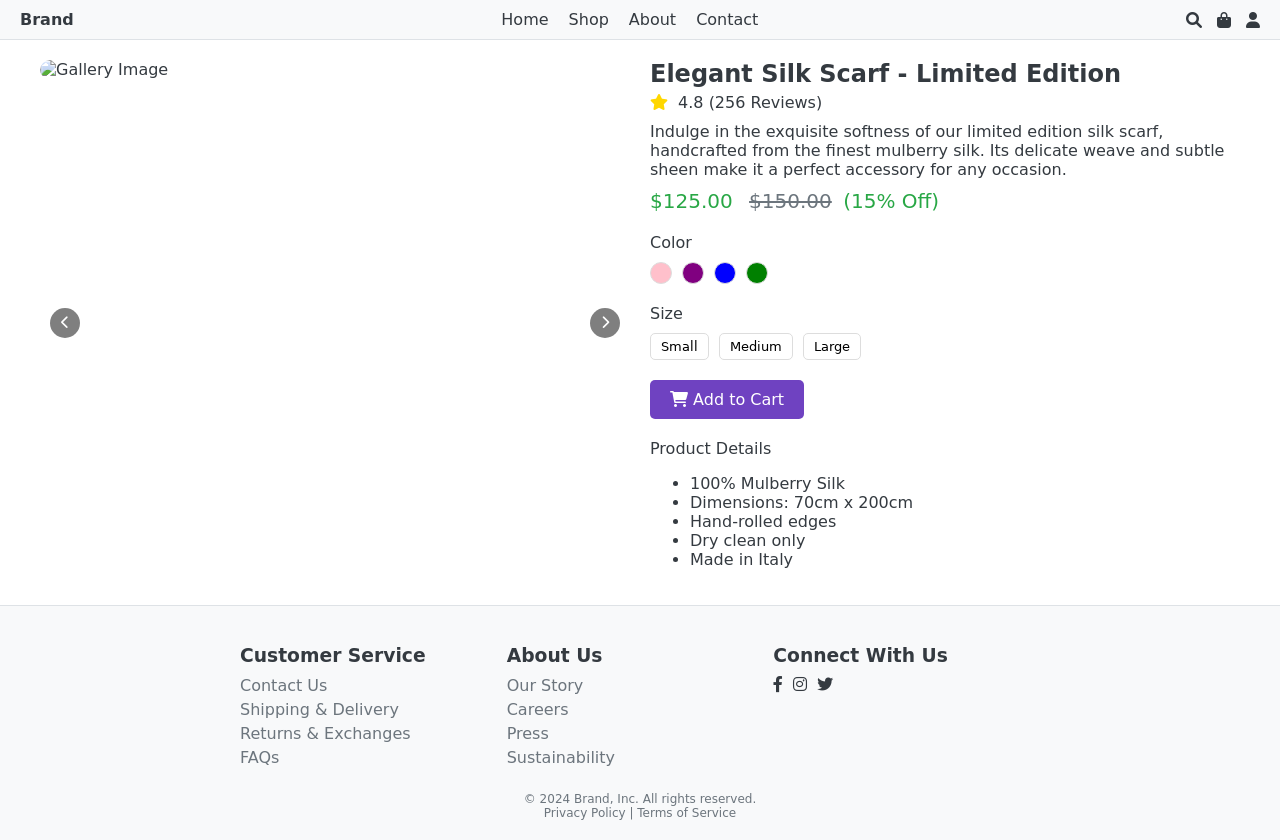 Brand
Home Shop About Contact
Gallery Image
Elegant Silk Scarf - Limited Edition
4.8 (256 Reviews)
Indulge in the exquisite softness of our limited edition silk scarf,
handcrafted from the finest mulberry silk. Its delicate weave and subtle
sheen make it a perfect accessory for any occasion.
$125.00 $150.00 (15% Off)
Color
Size
Small Medium Large
Add to Cart
Product Details
• 100% Mulberry Silk
• Dimensions: 70cm x 200cm
• Hand-rolled edges
• Dry clean only
• Made in Italy
Customer Service
Contact Us
Shipping & Delivery
Returns & Exchanges
FAQs
About Us
Our Story
Careers
Press
Sustainability
Connect With Us
© 2024 Brand, Inc. All rights reserved.
Privacy Policy | Terms of Service